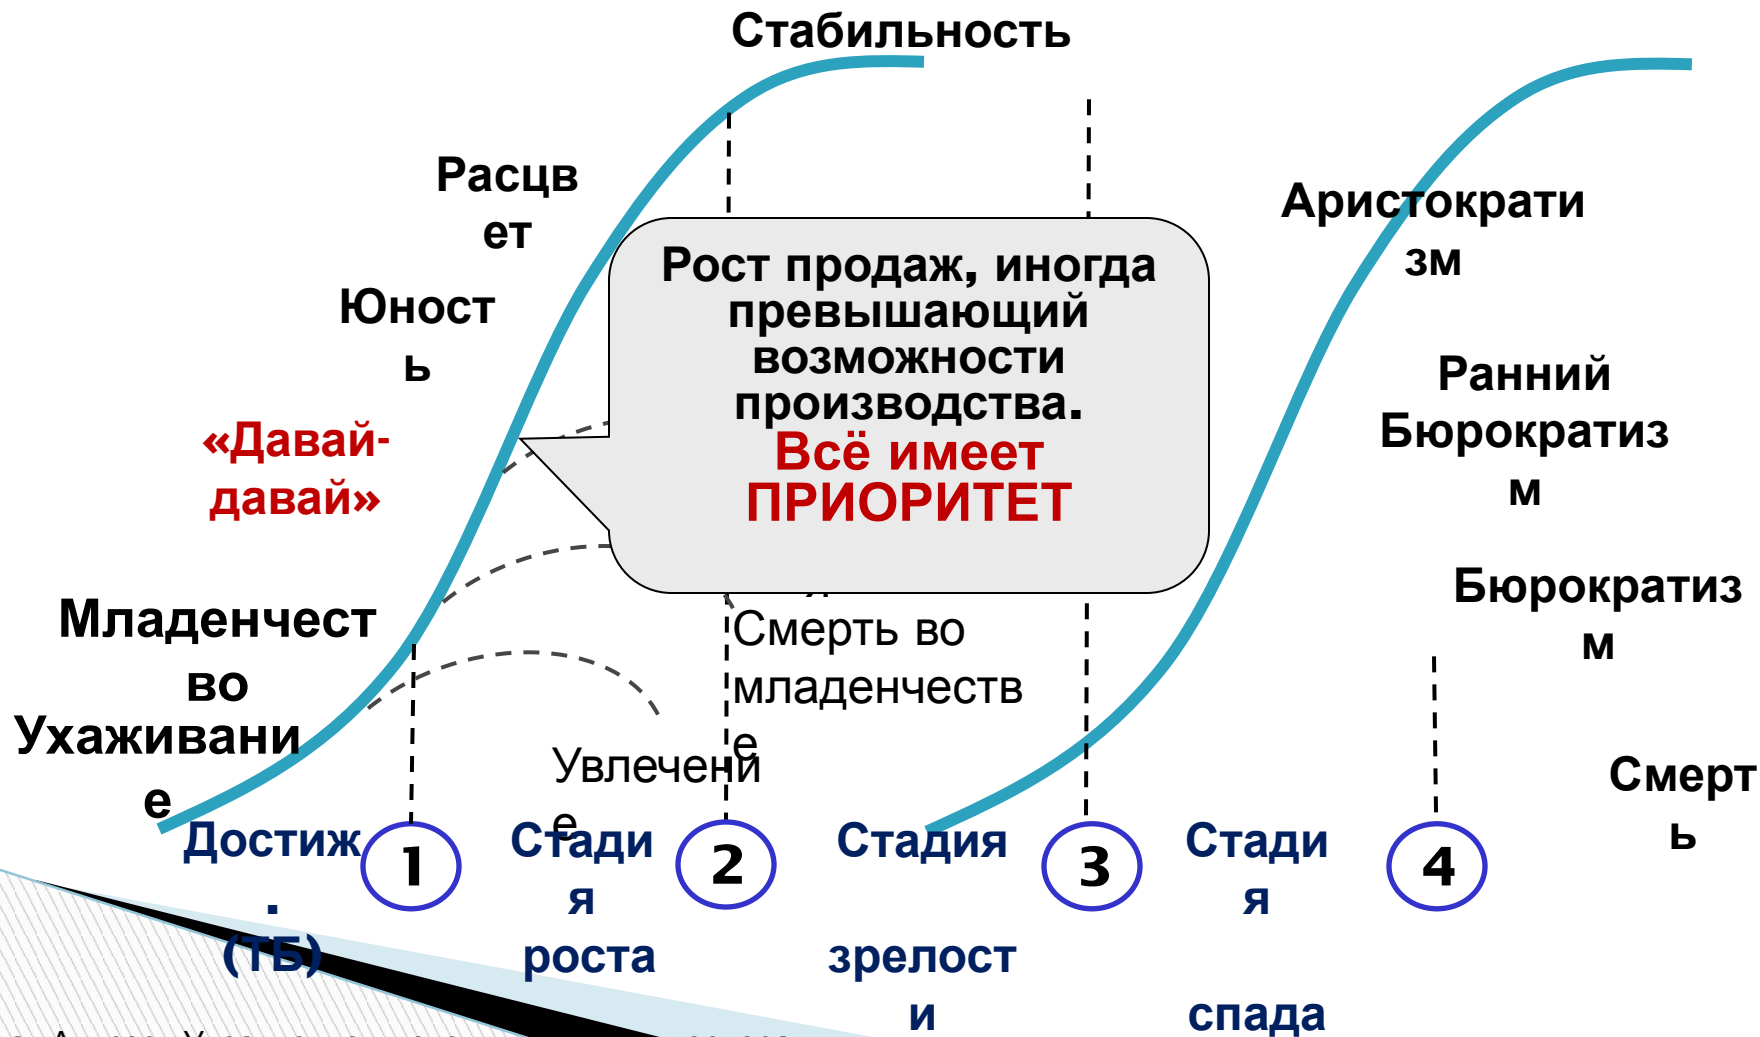 Стабильность
Расцв
ет
Юност
ь
«Давай-
давай»
Младенчест
во
Ухаживани
е
Рост продаж, иногда
превышающий
возможности
производства.
Всё имеет
ПРИОРИТЕТ
Аристократи
зм
Ранний
Бюрократиз
м
Бюрократиз
м
Смерт
ь
Смерть во
младенчеств
е
Увлечени
е
Достиж
.
(ТБ)
1
Стади
я
роста
2
Стадия
зрелост
и
3
Стади
я
спада
4